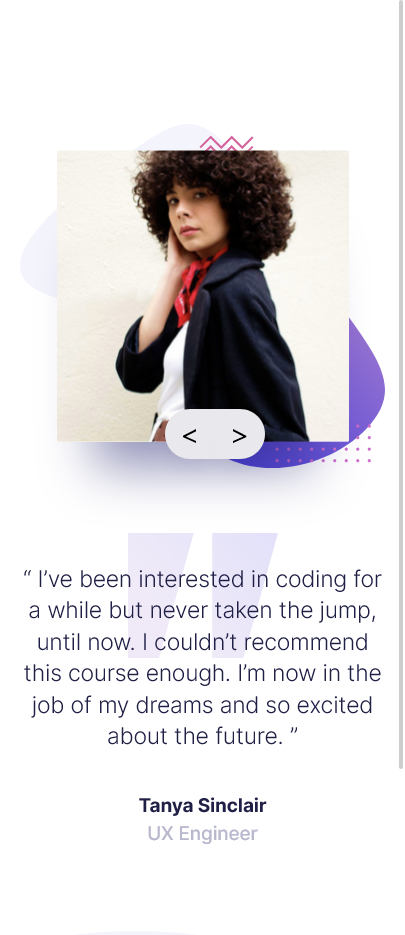 < >
“ I’ve been interested in coding for
a while but never taken the jump,
until now. I couldn’t recommend
this course enough. I’m now in the
job of my dreams and so excited
about the future. ”
Tanya Sinclair
UX Engineer